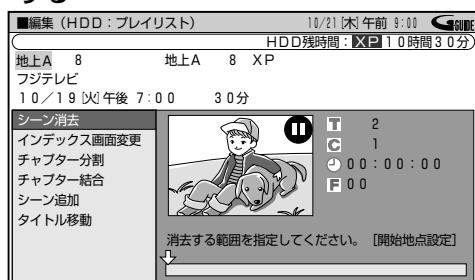 ■編集（HDD：プレイリスト） 10/21[木]午前 9:00 GGUIDE
HDD残時間：XP10時間30分
地上A 8 地上A 8 XP
フジテレビ
10／19[火]午後 7:00 30分
シーン消去
インデックス画面変更
チャプター分割
チャプター結合
シーン追加
タイトル移動
T 2
C 1
00:00:00
F 00
消去する範囲を指定してください。 [開始地点設定]